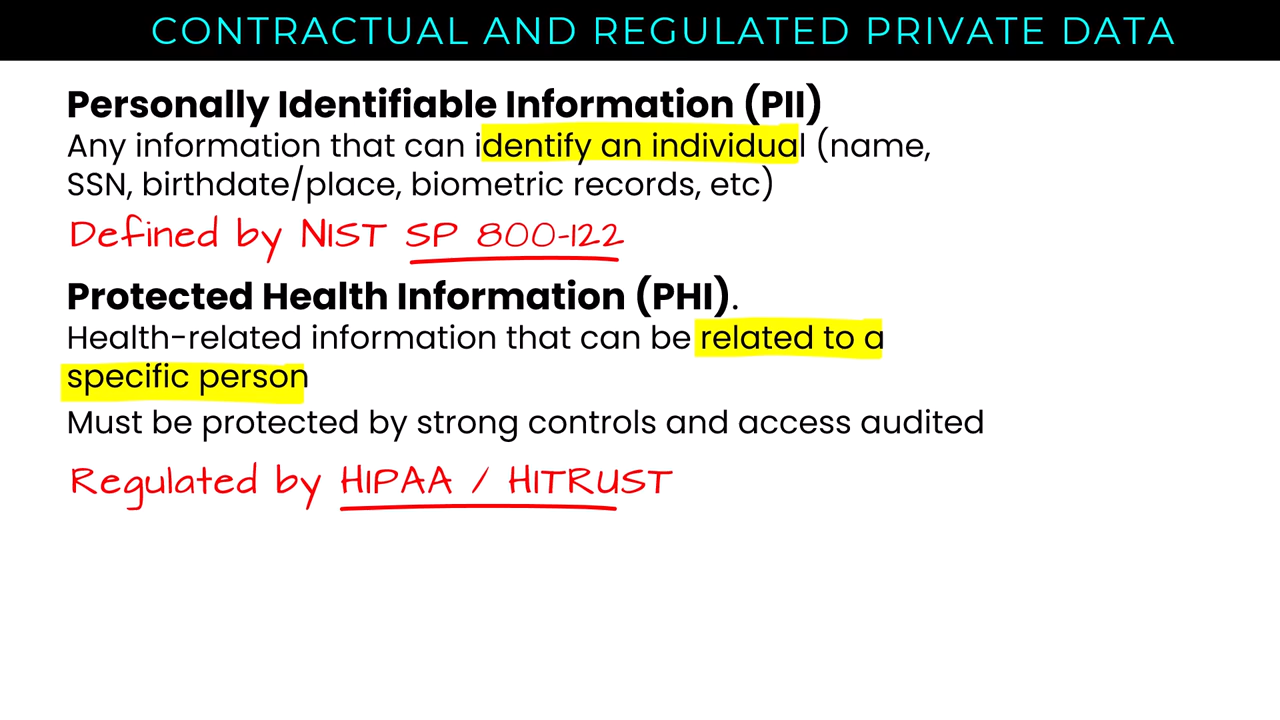 CONTRACTUAL AND REGULATED PRIVATE DATA
Personally Identifiable Information (PII)
Any information that can identify an individual (name,
SSN, birthdate/place, biometric records, etc)
Defined by NIST SP 800-122
Protected Health Information (PHI).
Health-related information that can be related to a
specific person
Must be protected by strong controls and access audited
Regulated by HIPAA / HITRUST